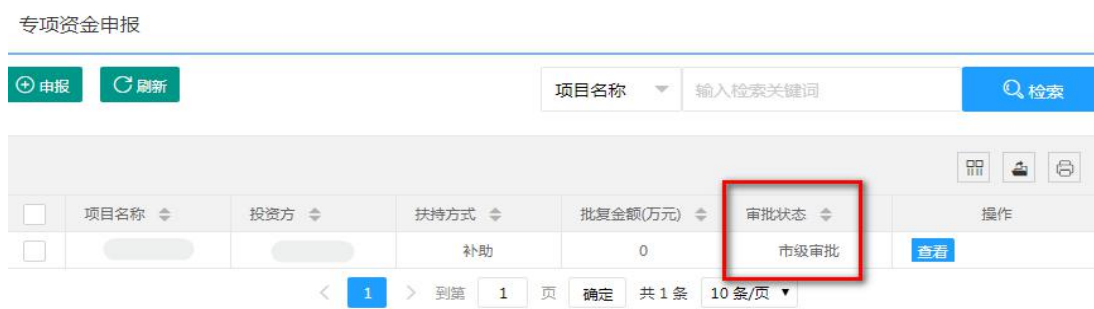 专项资金申报
申报 刷新 项目名称 输入检索关键词 检索
项目名称 投资方 扶持方式 批复金额(万元) 审批状态 操作
补助 0 市级审批 查看
1 到第 1 页 确定 共 1 条 10 条/页